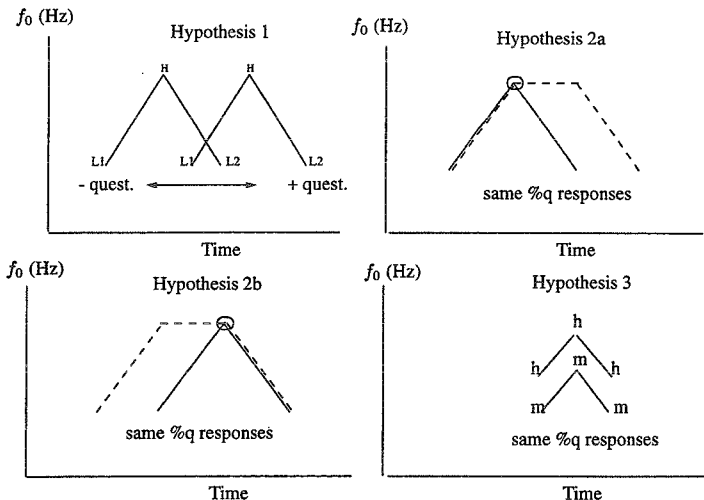 f₀ (Hz)
Hypothesis 1
H H
L1 L1 L2 L2
- quest. + quest.
Time
f₀ (Hz)
Hypothesis 2a
same %q responses
Time
f₀ (Hz)
Hypothesis 2b
same %q responses
Time
f₀ (Hz)
Hypothesis 3
h
m
h h
m m
same %q responses
Time